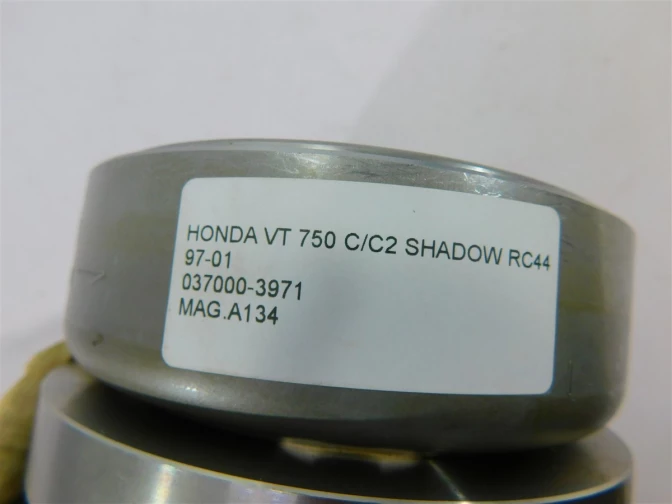 HONDA VT 750 C/C2 SHADOW RC44
97-01
037000-3971
MAG.A134